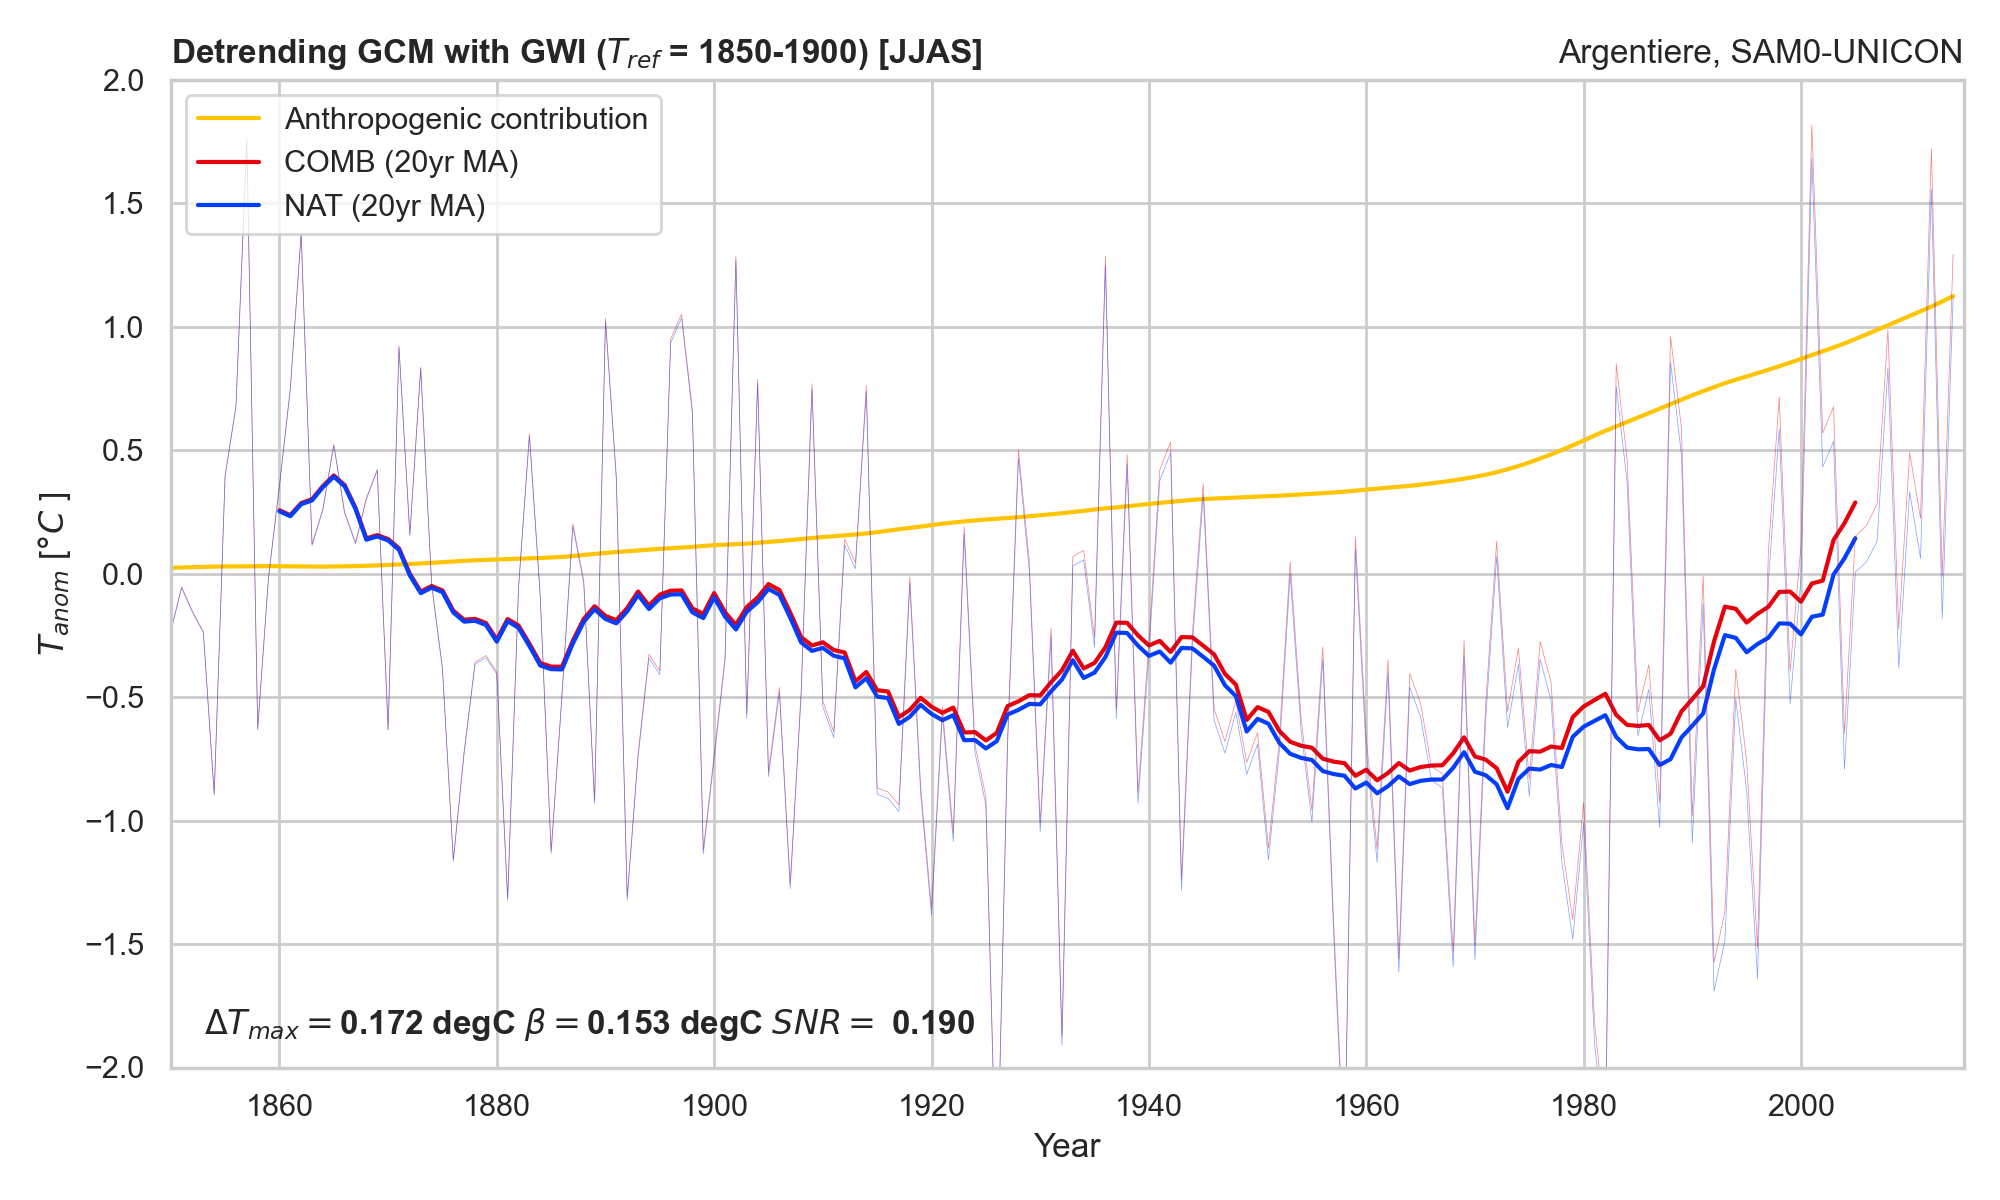 Detrending GCM with GWI (T_ref = 1850-1900) [JJAS]
Argentiere, SAM0-UNICON
Anthropogenic contribution
COMB (20yr MA)
NAT (20yr MA)
2.0
1.5
1.0
0.5
0.0
−0.5
−1.0
−1.5
−2.0
T_anom [°C]
ΔT_max = 0.172 degC β = 0.153 degC SNR = 0.190
1860 1880 1900 1920 1940 1960 1980 2000
Year